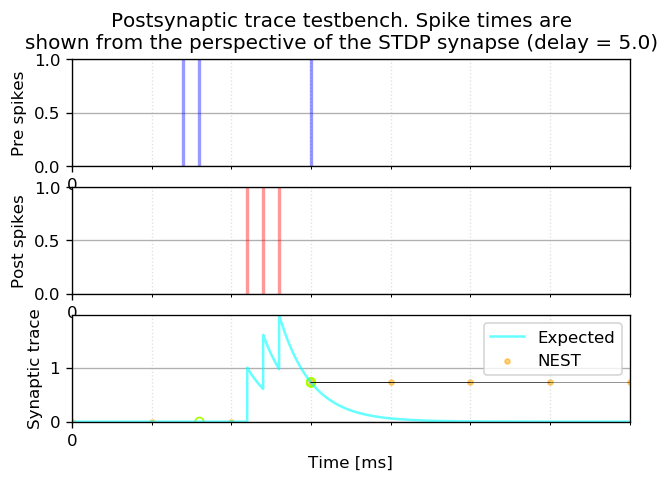 Postsynaptic trace testbench. Spike times are
shown from the perspective of the STDP synapse (delay = 5.0)
Pre spikes
1.0
0.5
0.0
0
Post spikes
1.0
0.5
0.0
0
Synaptic trace
1
0
0
Expected
NEST
Time [ms]